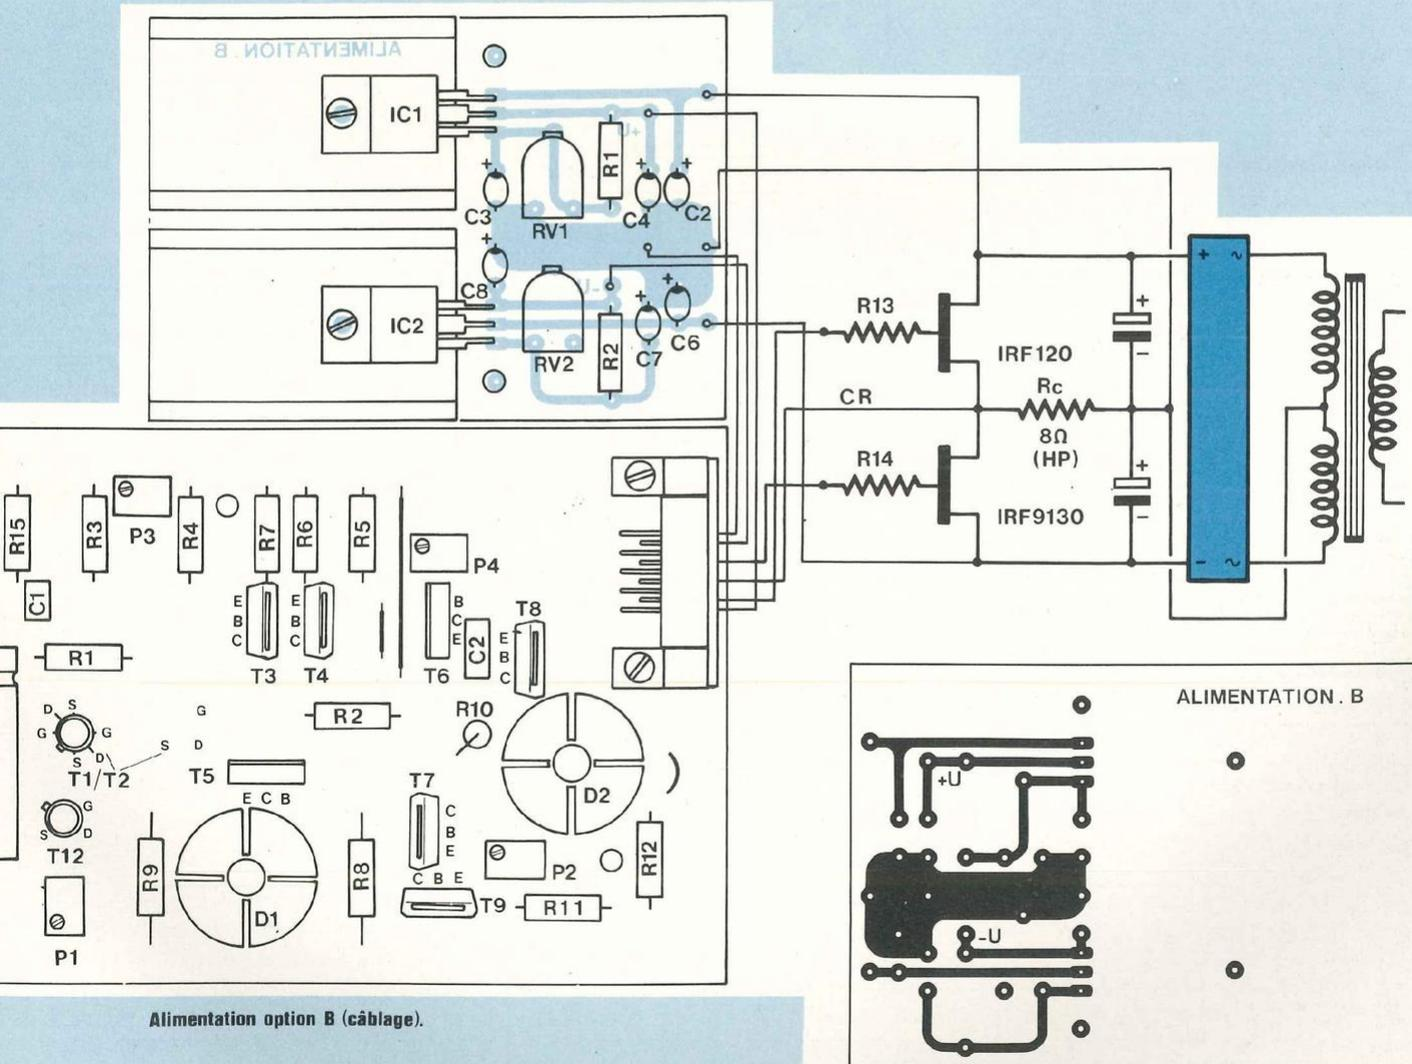 ALIMENTATION . B
IC1
+
R1
U+
+
+
C3
RV1
C4
C2
+
C8
U-
+
+
IC2
RV2
R2
C7
C6
R13
IRF120
+
-
CR
Rc
8Ω
(HP)
R14
IRF9130
+
-
+
~
-
~
R15
R3
P3
R4
R7
R6
R5
P4
C1
E
B
C
E
B
C
B
C
E
T8
E
B
C
C2
R1
T3
T4
T6
R2
R10
D
S
G
G
S
D
T1/T2
G
S
D
T5
E C B
T7
C
B
E
D2
G
S
D
T12
R9
D1
R8
P2
R12
C B E
T9
R11
P1
ALIMENTATION . B
+U
-U
Alimentation option B (câblage).